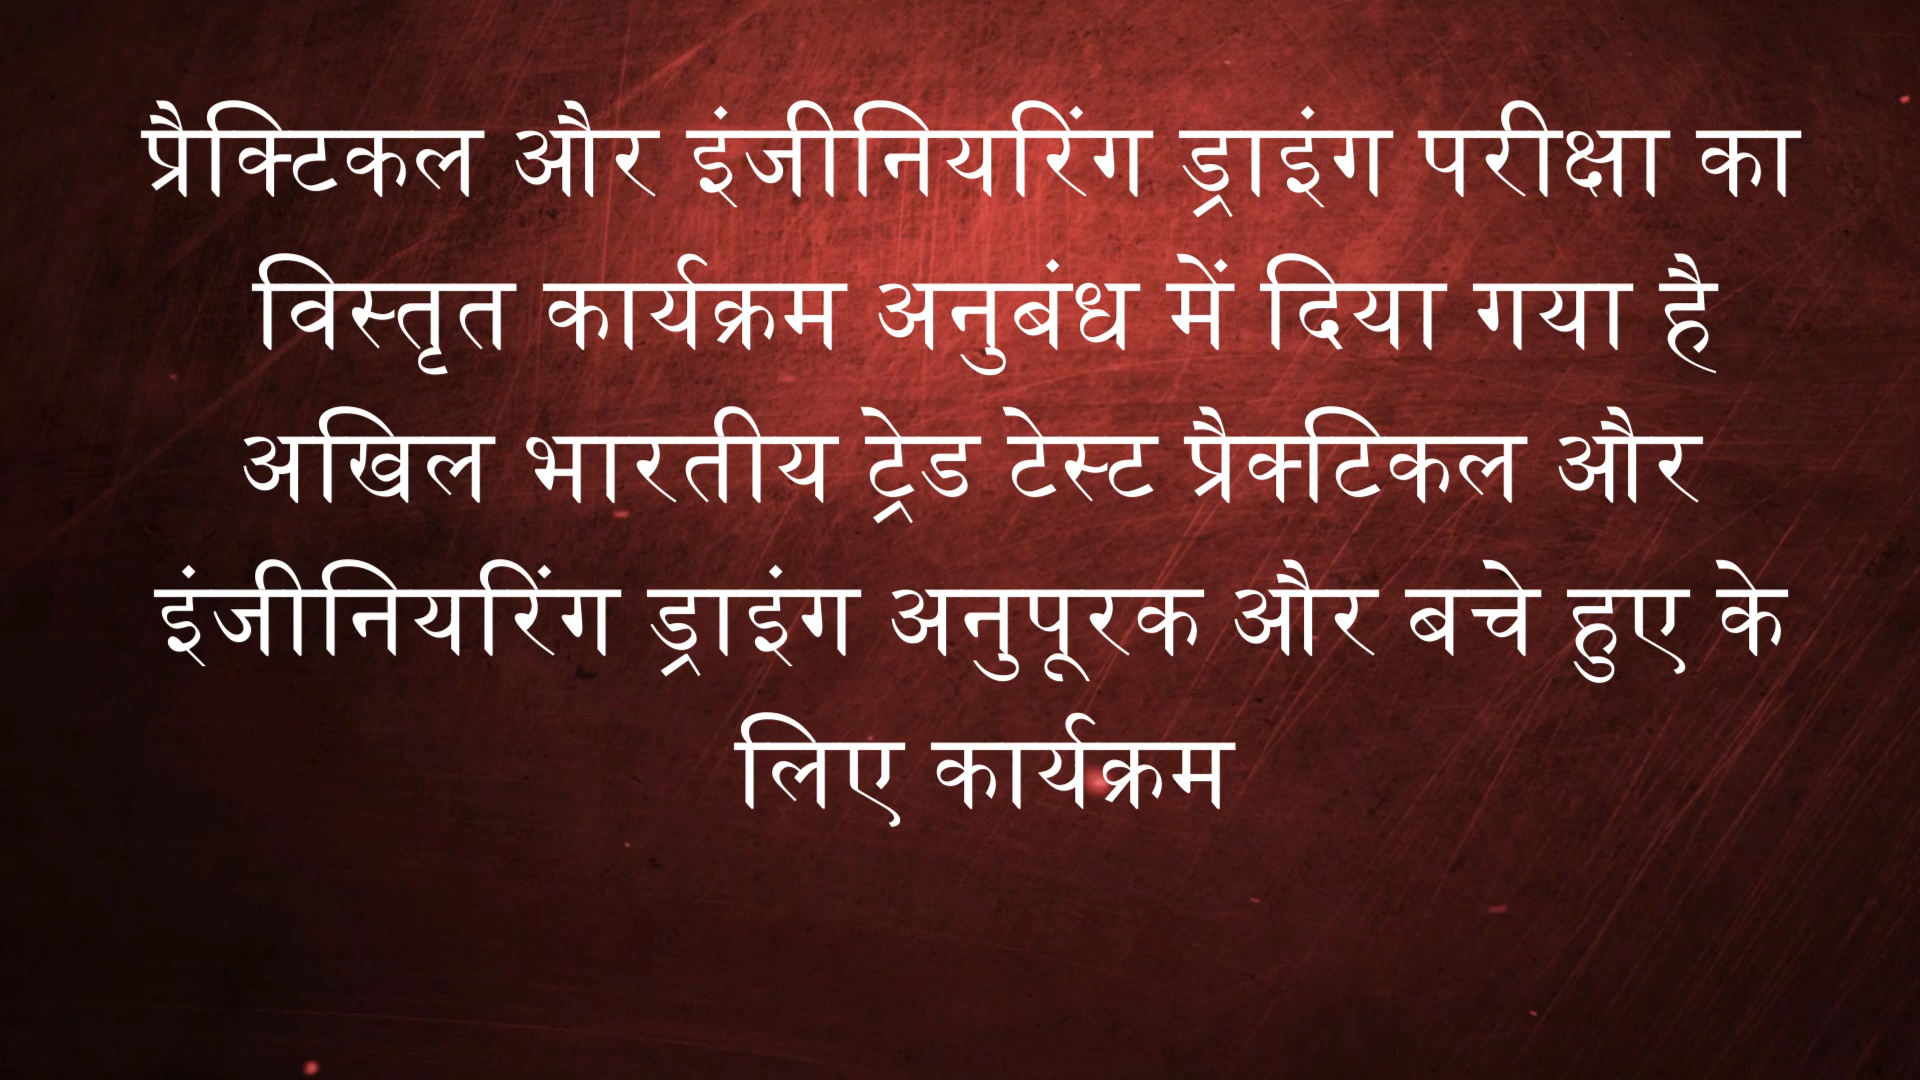 प्रैक्टिकल और इंजीनियरिंग ड्राइंग परीक्षा का
विस्तृत कार्यक्रम अनुबंध में दिया गया है
अखिल भारतीय ट्रेड टेस्ट प्रैक्टिकल और
इंजीनियरिंग ड्राइंग अनुपूरक और बचे हुए के
लिए कार्यक्रम